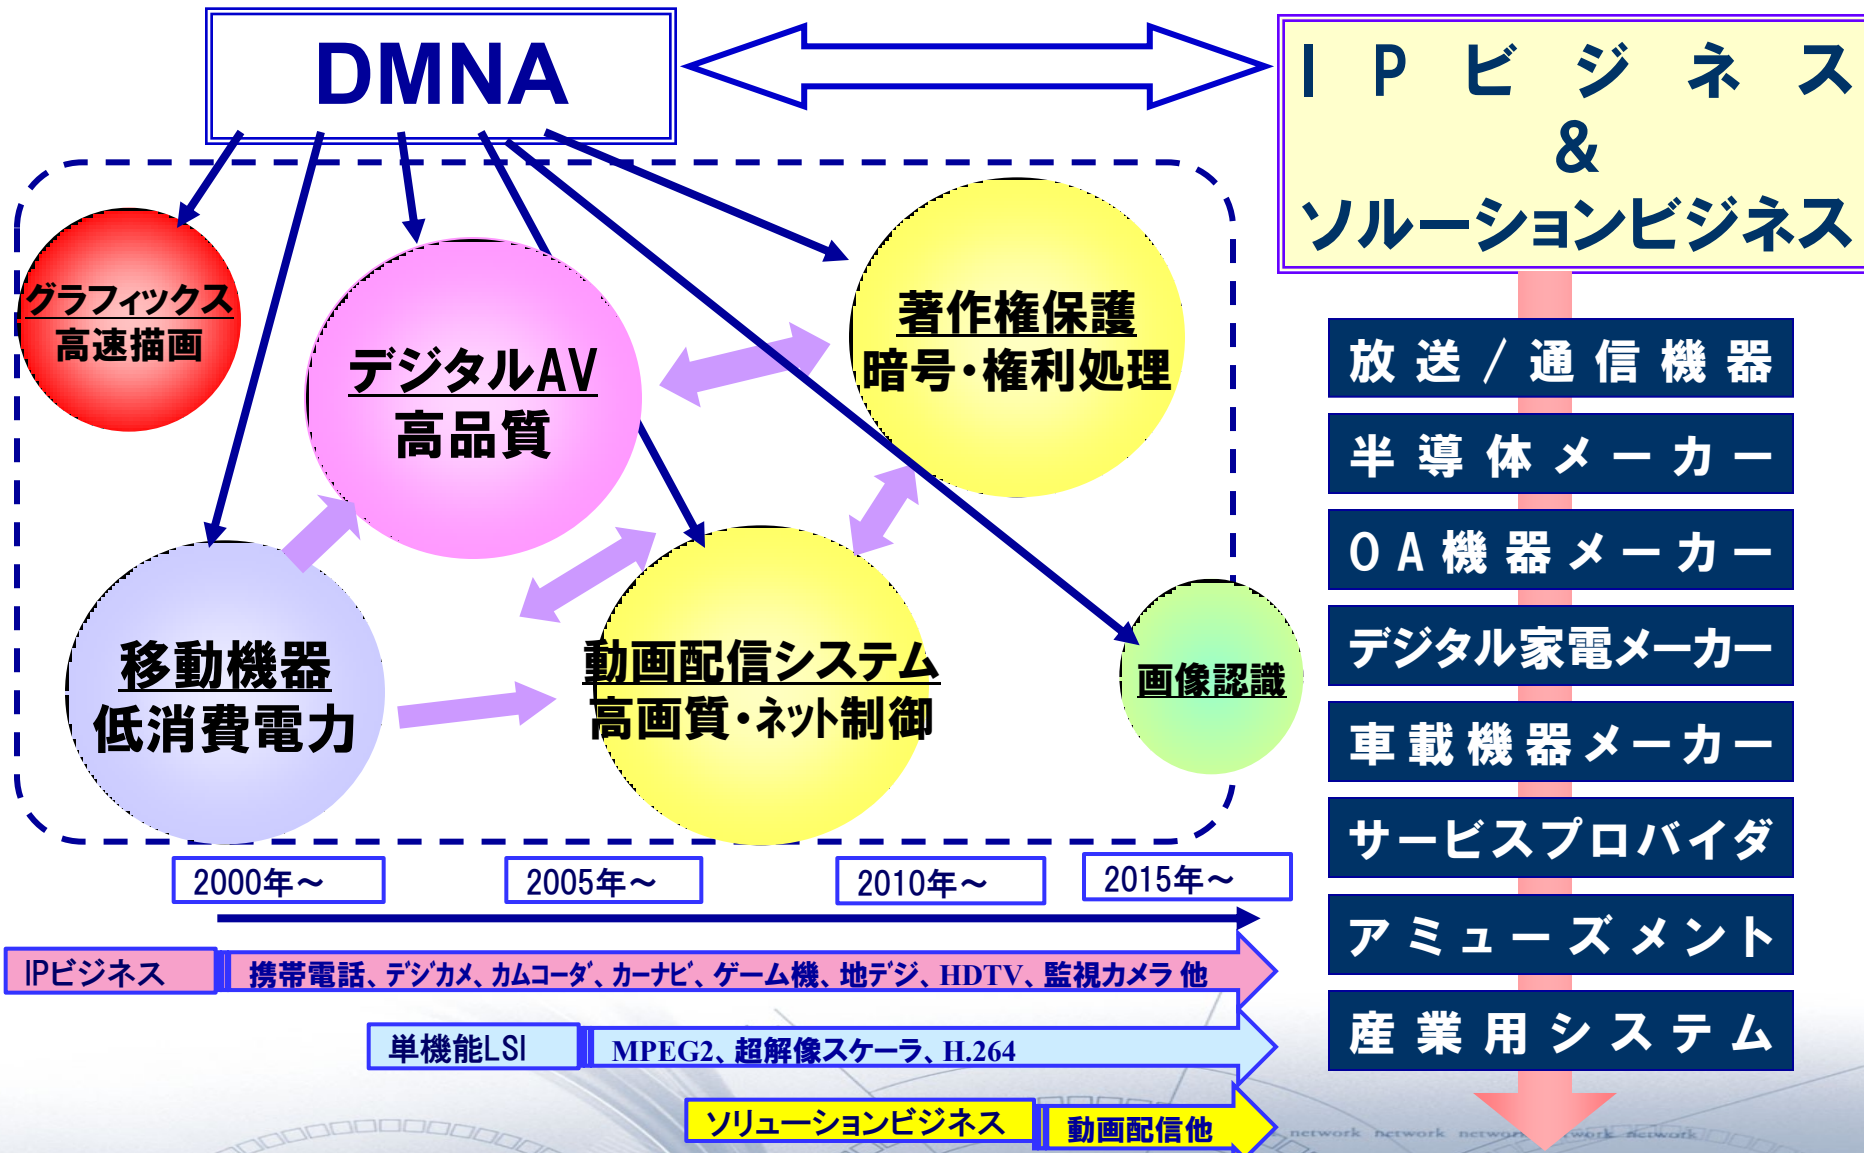 DMNA
IPビジネス
&
ソルーションビジネス
グラフィックス
高速描画
デジタルAV
高品質
著作権保護
暗号・権利処理
移動機器
低消費電力
動画配信システム
高画質・ネット制御
画像認識
放送/通信機器
半導体メーカー
OA機器メーカー
デジタル家電メーカー
車載機器メーカー
サービスプロバイダ
アミューズメント
産業用システム
2000年～
2005年～
2010年～
2015年～
IPビジネス
携帯電話、デジカメ、カムコーダ、カーナビ、ゲーム機、地デジ、HDTV、監視カメラ 他
単機能LSI
MPEG2、超解像スケーラ、H.264
ソリューションビジネス
動画配信他
network network network network network